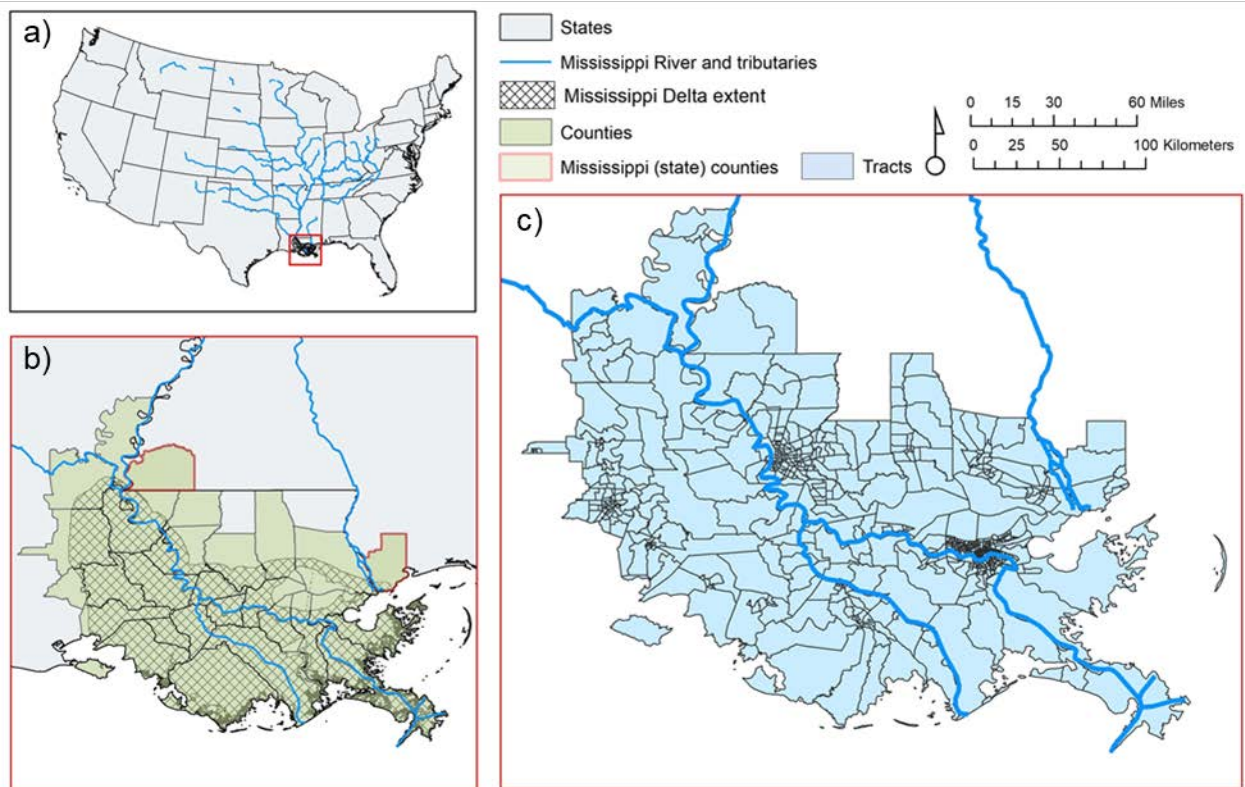 a)
States
Mississippi River and tributaries
Mississippi Delta extent
Counties
Mississippi (state) counties
Tracts
0 15 30 60 Miles
0 25 50 100 Kilometers
b)
c)